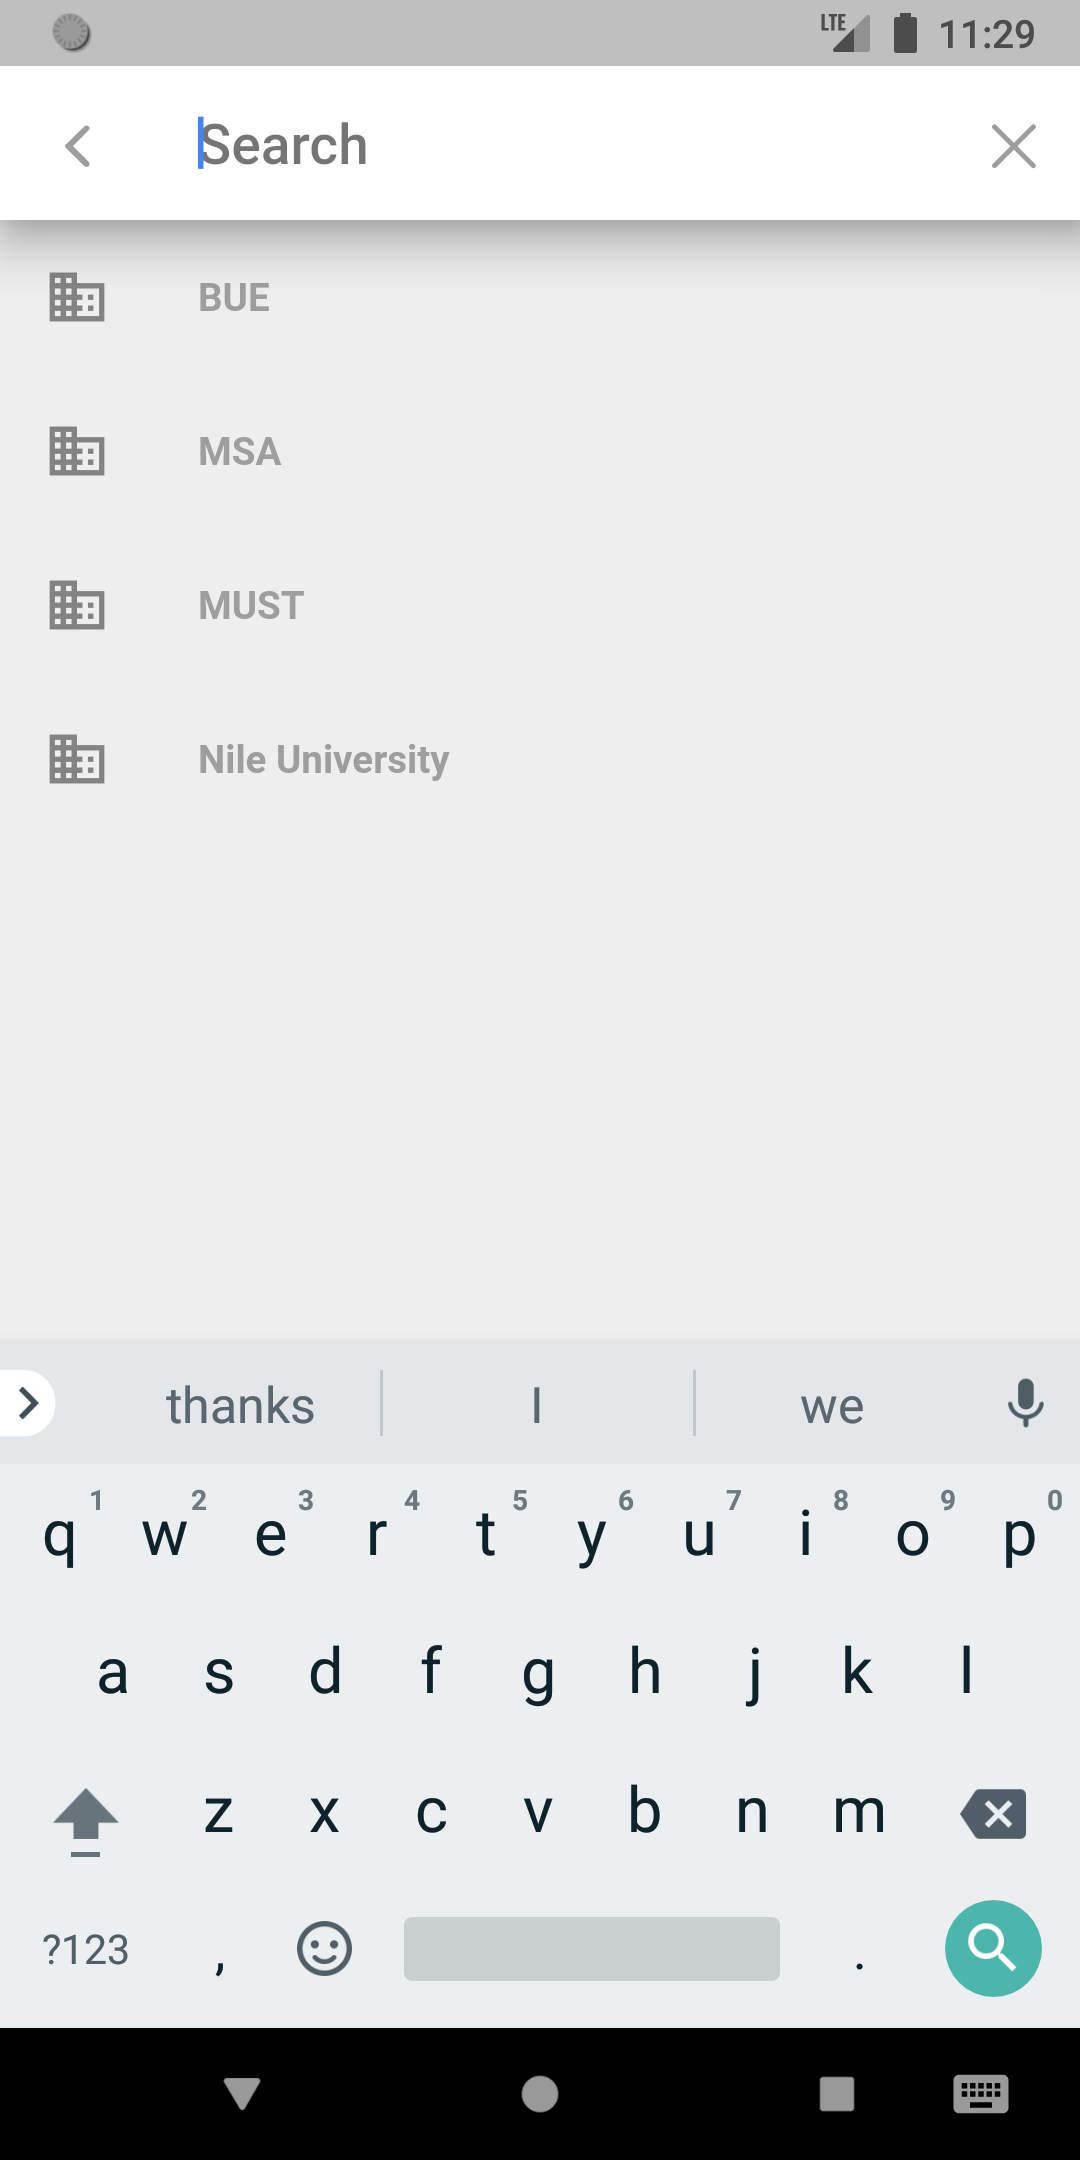 LTE 11:29
Search
BUE
MSA
MUST
Nile University
thanks I we
1 2 3 4 5 6 7 8 9 0
q w e r t y u i o p
a s d f g h j k l
z x c v b n m
?123 , .